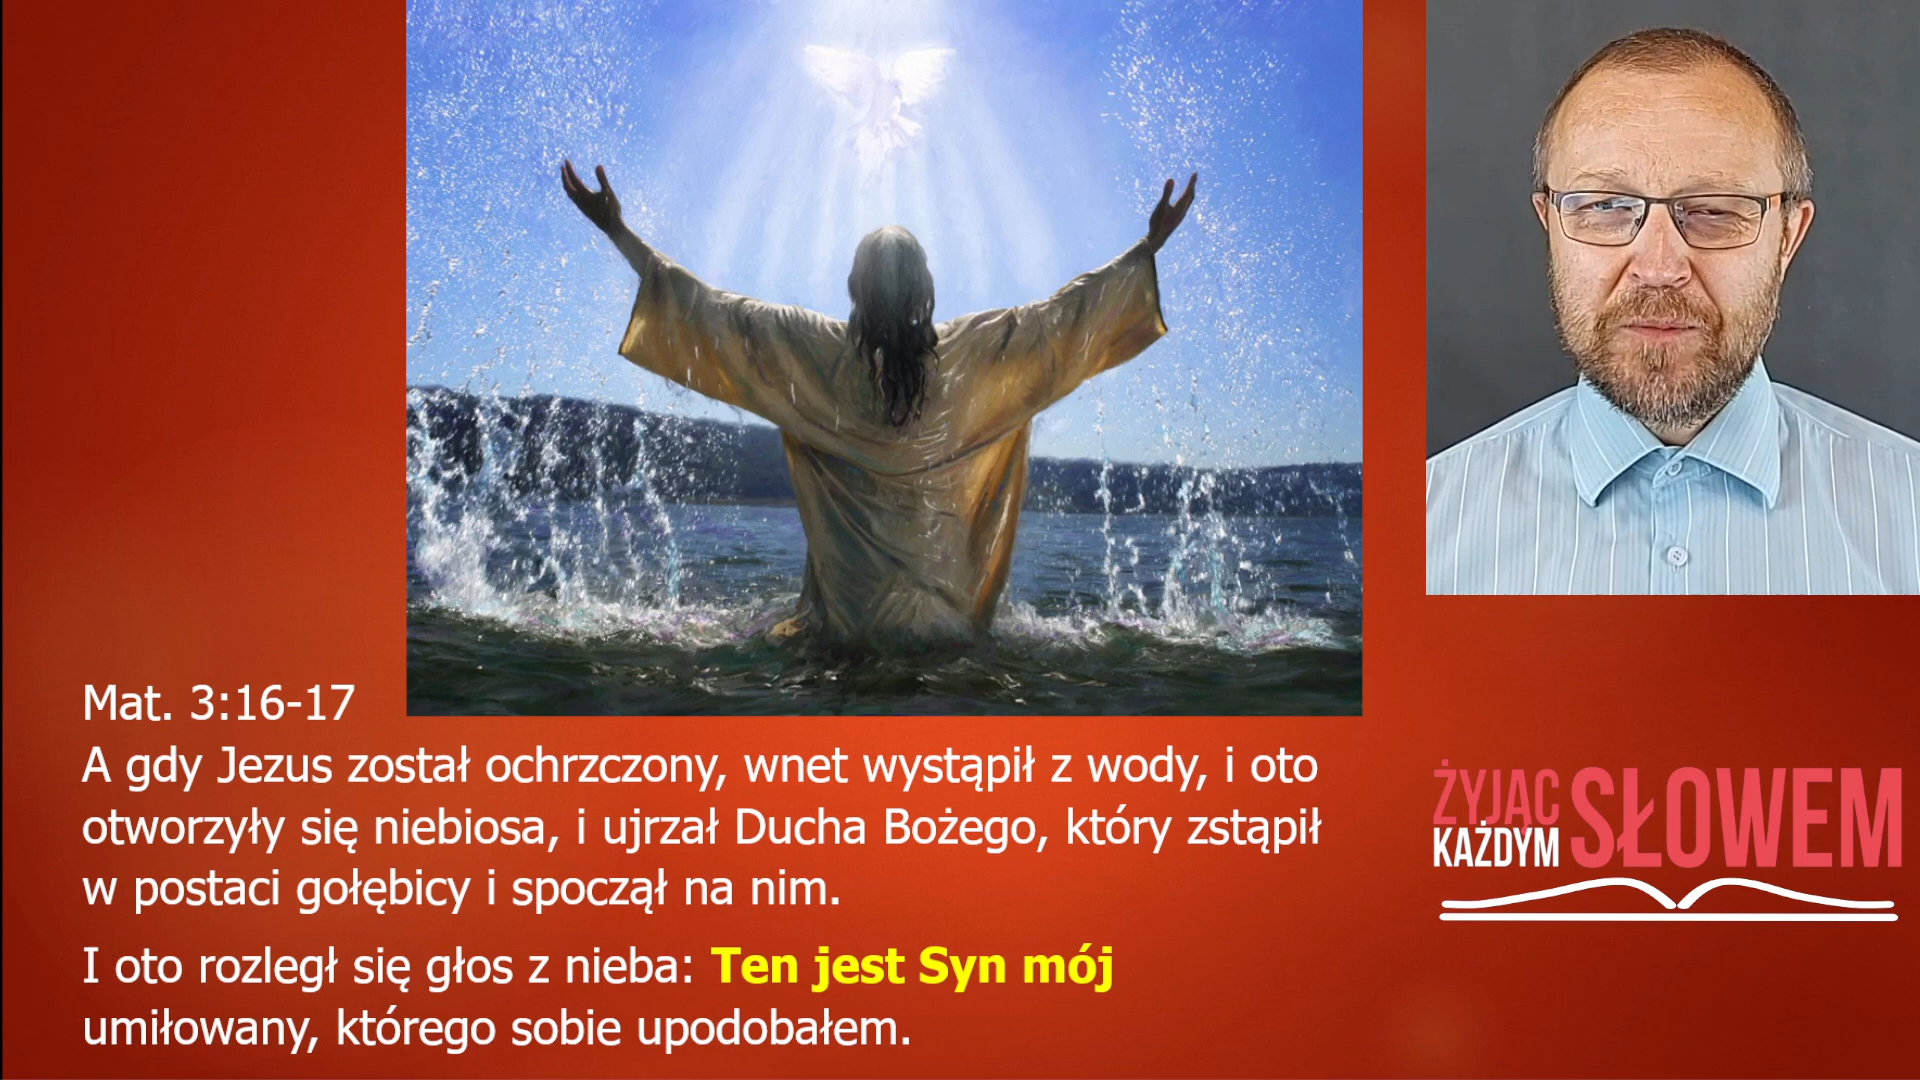 Mat. 3:16-17
A gdy Jezus został ochrzczony, wnet wystąpił z wody, i oto
otworzyły się niebiosa, i ujrzał Ducha Bożego, który zstąpił
w postaci gołębicy i spoczął na nim.
I oto rozległ się głos z nieba: Ten jest Syn mój
umiłowany, którego sobie upodobałem.
ŻYJĄC
KAŻDYM
SŁOWEM